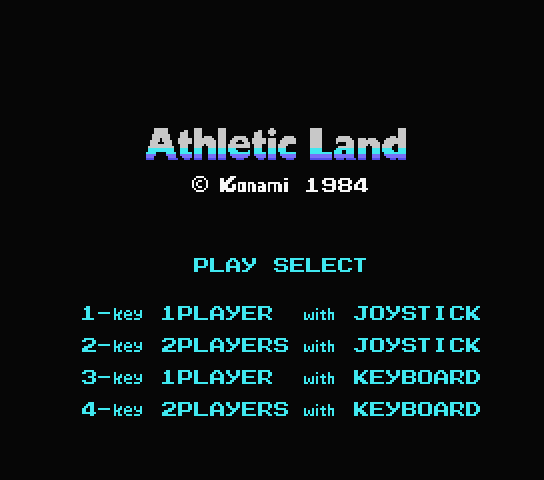 Athletic Land
© Konami 1984
PLAY SELECT
1-key 1PLAYER with JOYSTICK
2-key 2PLAYERS with JOYSTICK
3-key 1PLAYER with KEYBOARD
4-key 2PLAYERS with KEYBOARD